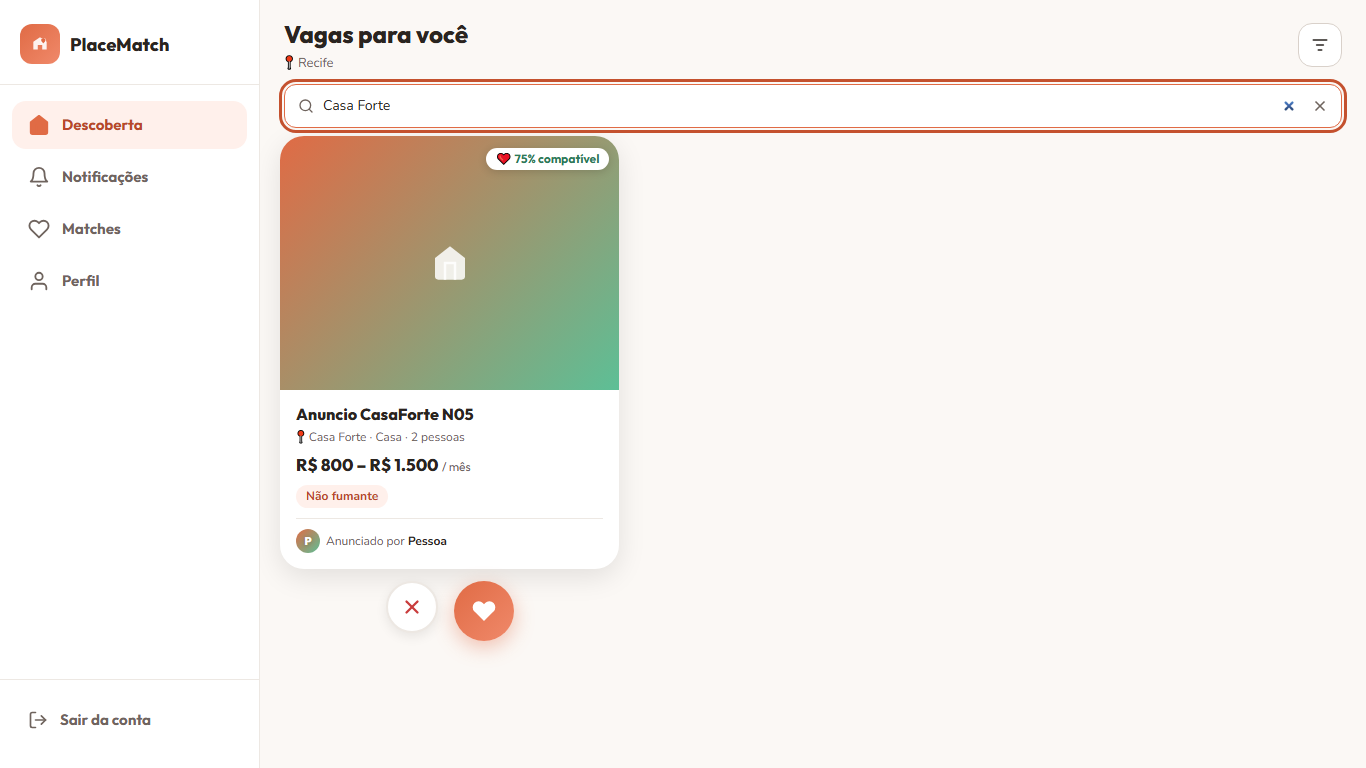 PlaceMatch
Descoberta
Notificações
Matches
Perfil
Sair da conta
Vagas para você
Recife
Casa Forte
75% compatível
Anuncio CasaForte N05
Casa Forte · Casa · 2 pessoas
R$ 800 – R$ 1.500 / mês
Não fumante
P Anunciado por Pessoa